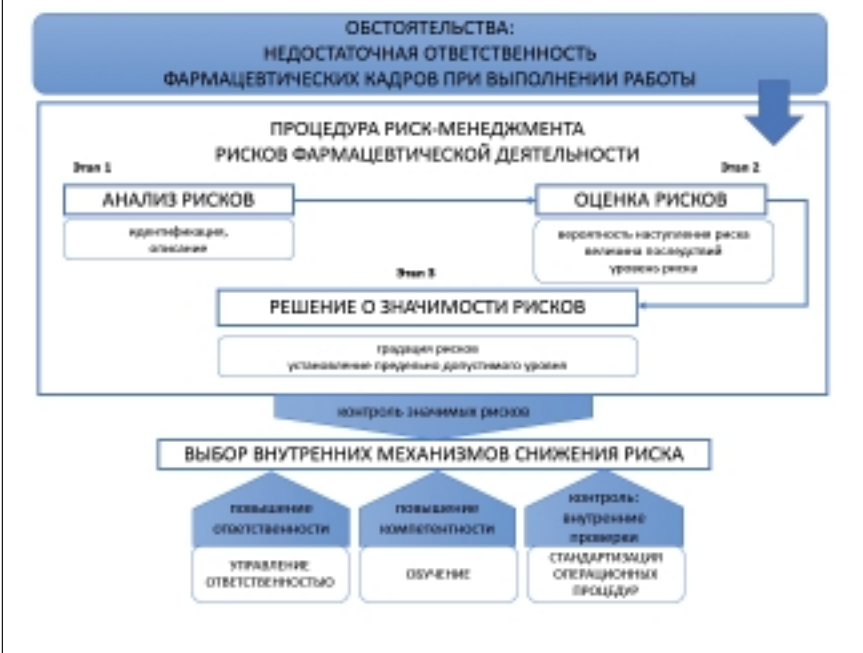 ОБСТОЯТЕЛЬСТВА:
НЕДОСТАТОЧНАЯ ОТВЕТСТВЕННОСТЬ
ФАРМАЦЕВТИЧЕСКИХ КАДРОВ ПРИ ВЫПОЛНЕНИИ РАБОТЫ
ПРОЦЕДУРА РИСК-МЕНЕДЖМЕНТА
РИСКОВ ФАРМАЦЕВТИЧЕСКОЙ ДЕЯТЕЛЬНОСТИ
Этап 1
АНАЛИЗ РИСКОВ
идентификация,
описание
Этап 2
ОЦЕНКА РИСКОВ
вероятность наступления риска
величина последствий
уровень риска
Этап 3
РЕШЕНИЕ О ЗНАЧИМОСТИ РИСКОВ
градация рисков
установление предельно допустимого уровня
контроль значимых рисков
ВЫБОР ВНУТРЕННИХ МЕХАНИЗМОВ СНИЖЕНИЯ РИСКА
повышение
ответственности
УПРАВЛЕНИЕ
ОТВЕТСТВЕННОСТЬЮ
повышение
компетентности
ОБУЧЕНИЕ
контроль:
внутренние
проверки
СТАНДАРТИЗАЦИЯ
ОПЕРАЦИОННЫХ
ПРОЦЕДУР